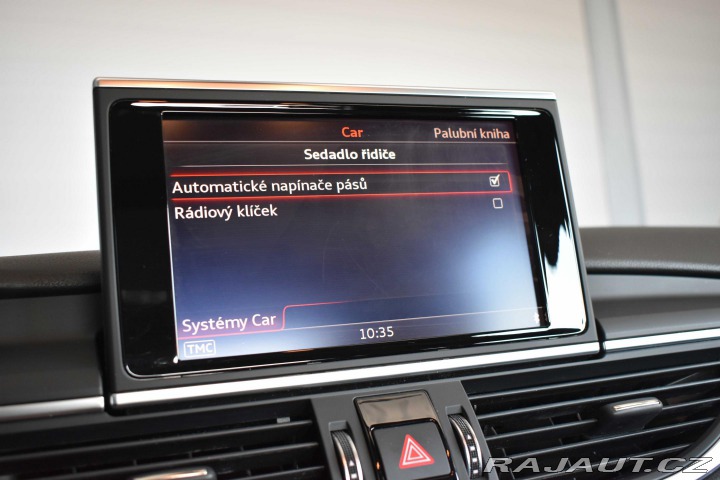 Car
Palubní kniha
Sedadlo řidiče
Automatické napínače pásů
Rádiový klíček
Systémy Car
TMC
10:35
RAJAUT.CZ